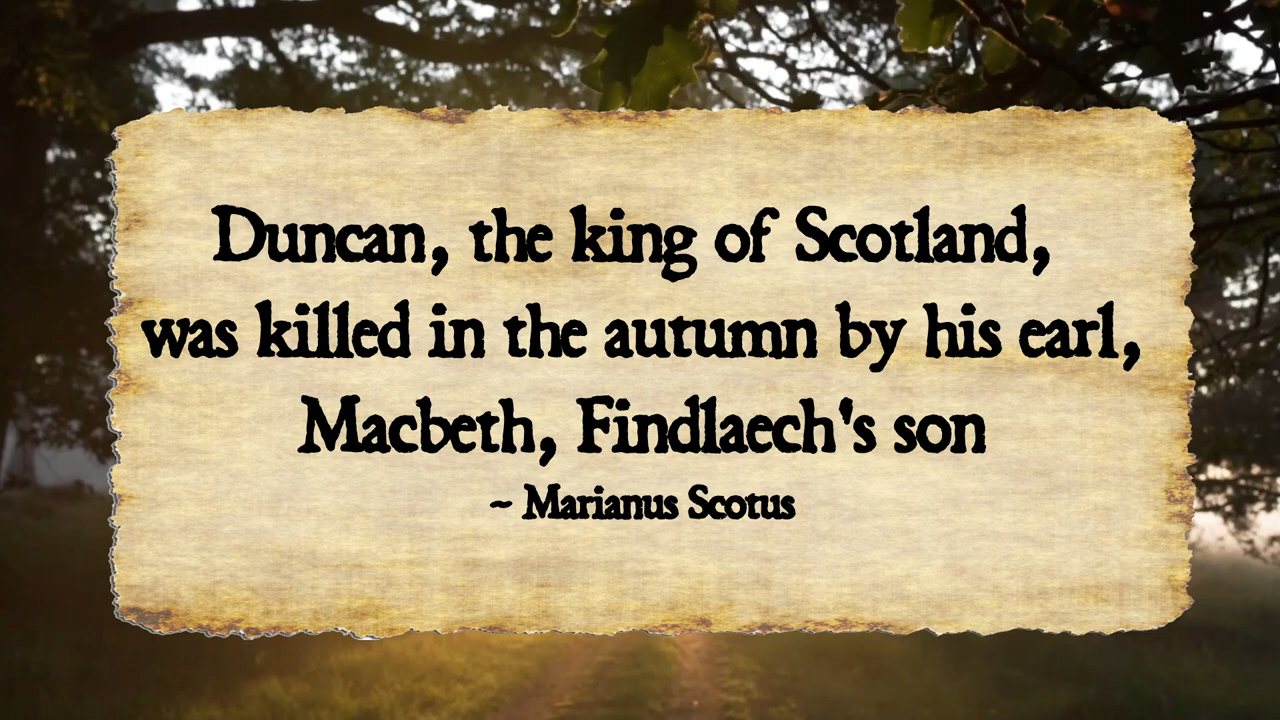 Duncan, the king of Scotland,
was killed in the autumn by his earl,
Macbeth, Findlaech's son
~ Marianus Scotus